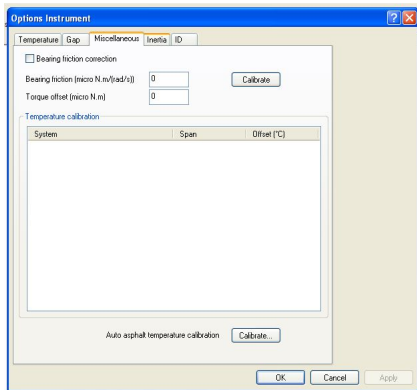 Options Instrument
Temperature Gap Miscellaneous Inertia ID
Bearing friction correction
Bearing friction (micro N.m/(rad/s)) 0 Calibrate
Torque offset (micro N.m) 0
Temperature calibration
System Span Offset (°C)
Auto asphalt temperature calibration Calibrate...
OK Cancel Apply